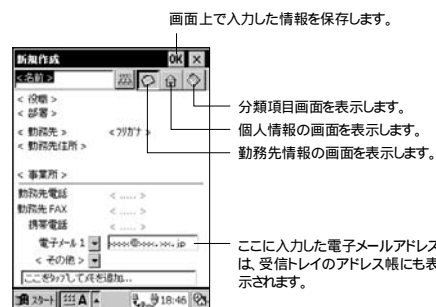 画面上で入力した情報を保存します。
新規作成 OK ×
<名前>
分類項目画面を表示します。
< 役職 >
< 部署 >
個人情報の画面を表示します。
< 勤務先 > <フリガナ >
< 勤務先住所 >
勤務先情報の画面を表示します。
< 事業所 >
勤務先電話 < ..... >
勤務先 FAX < ..... >
携帯電話 < ..... >
電子メール 1
ここに入力した電子メールアドレス
は、受信トレイのアドレス帳にも表
示されます。
< その他 >
ここをタップしてメモを追加...
スタート A 18:46